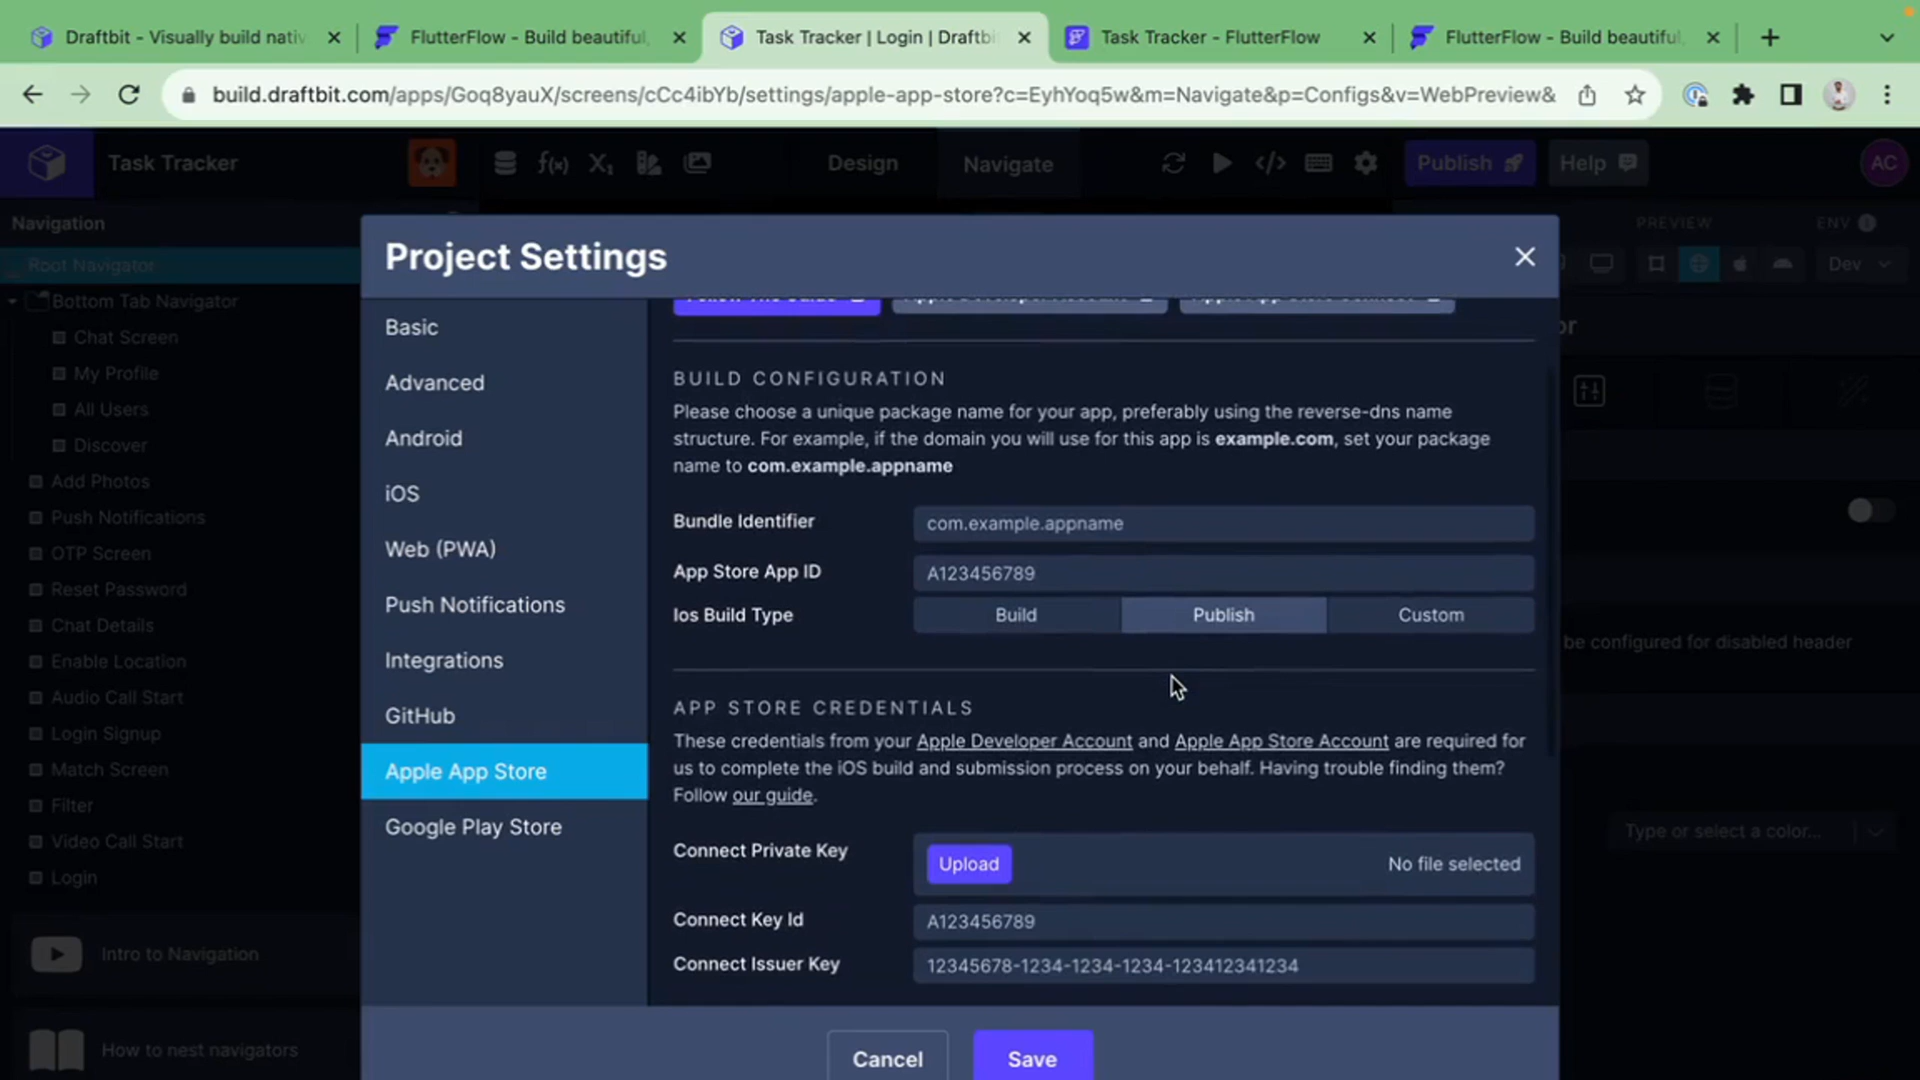 Draftbit - Visually build nativ
FlutterFlow - Build beautiful,
Task Tracker | Login | Draftbi
Task Tracker - FlutterFlow
FlutterFlow - Build beautiful,
build.draftbit.com/apps/Goq8yauX/screens/cCc4ibYb/settings/apple-app-store?c=EyhYoq5w&m=Navigate&p=Configs&v=WebPreview&
Task Tracker
f(x)
X₁
Design
Navigate
Publish
Help
AC
Navigation
PREVIEW
ENV
Root Navigator
Dev
Bottom Tab Navigator
Chat Screen
My Profile
All Users
Discover
Add Photos
Push Notifications
OTP Screen
Reset Password
Chat Details
Enable Location
Audio Call Start
Login Signup
Match Screen
Filter
Video Call Start
Login
Intro to Navigation
How to nest navigators
Project Settings
Basic
Advanced
Android
iOS
Web (PWA)
Push Notifications
Integrations
GitHub
Apple App Store
Google Play Store
BUILD CONFIGURATION
Please choose a unique package name for your app, preferably using the reverse-dns name
structure. For example, if the domain you will use for this app is example.com, set your package
name to com.example.appname
Bundle Identifier
com.example.appname
App Store App ID
A123456789
Ios Build Type
Build
Publish
Custom
APP STORE CREDENTIALS
These credentials from your Apple Developer Account and Apple App Store Account are required for
us to complete the iOS build and submission process on your behalf. Having trouble finding them?
Follow our guide.
Connect Private Key
Upload
No file selected
Connect Key Id
A123456789
Connect Issuer Key
12345678-1234-1234-1234-123412341234
Cancel
Save
or
be configured for disabled header
Type or select a color...